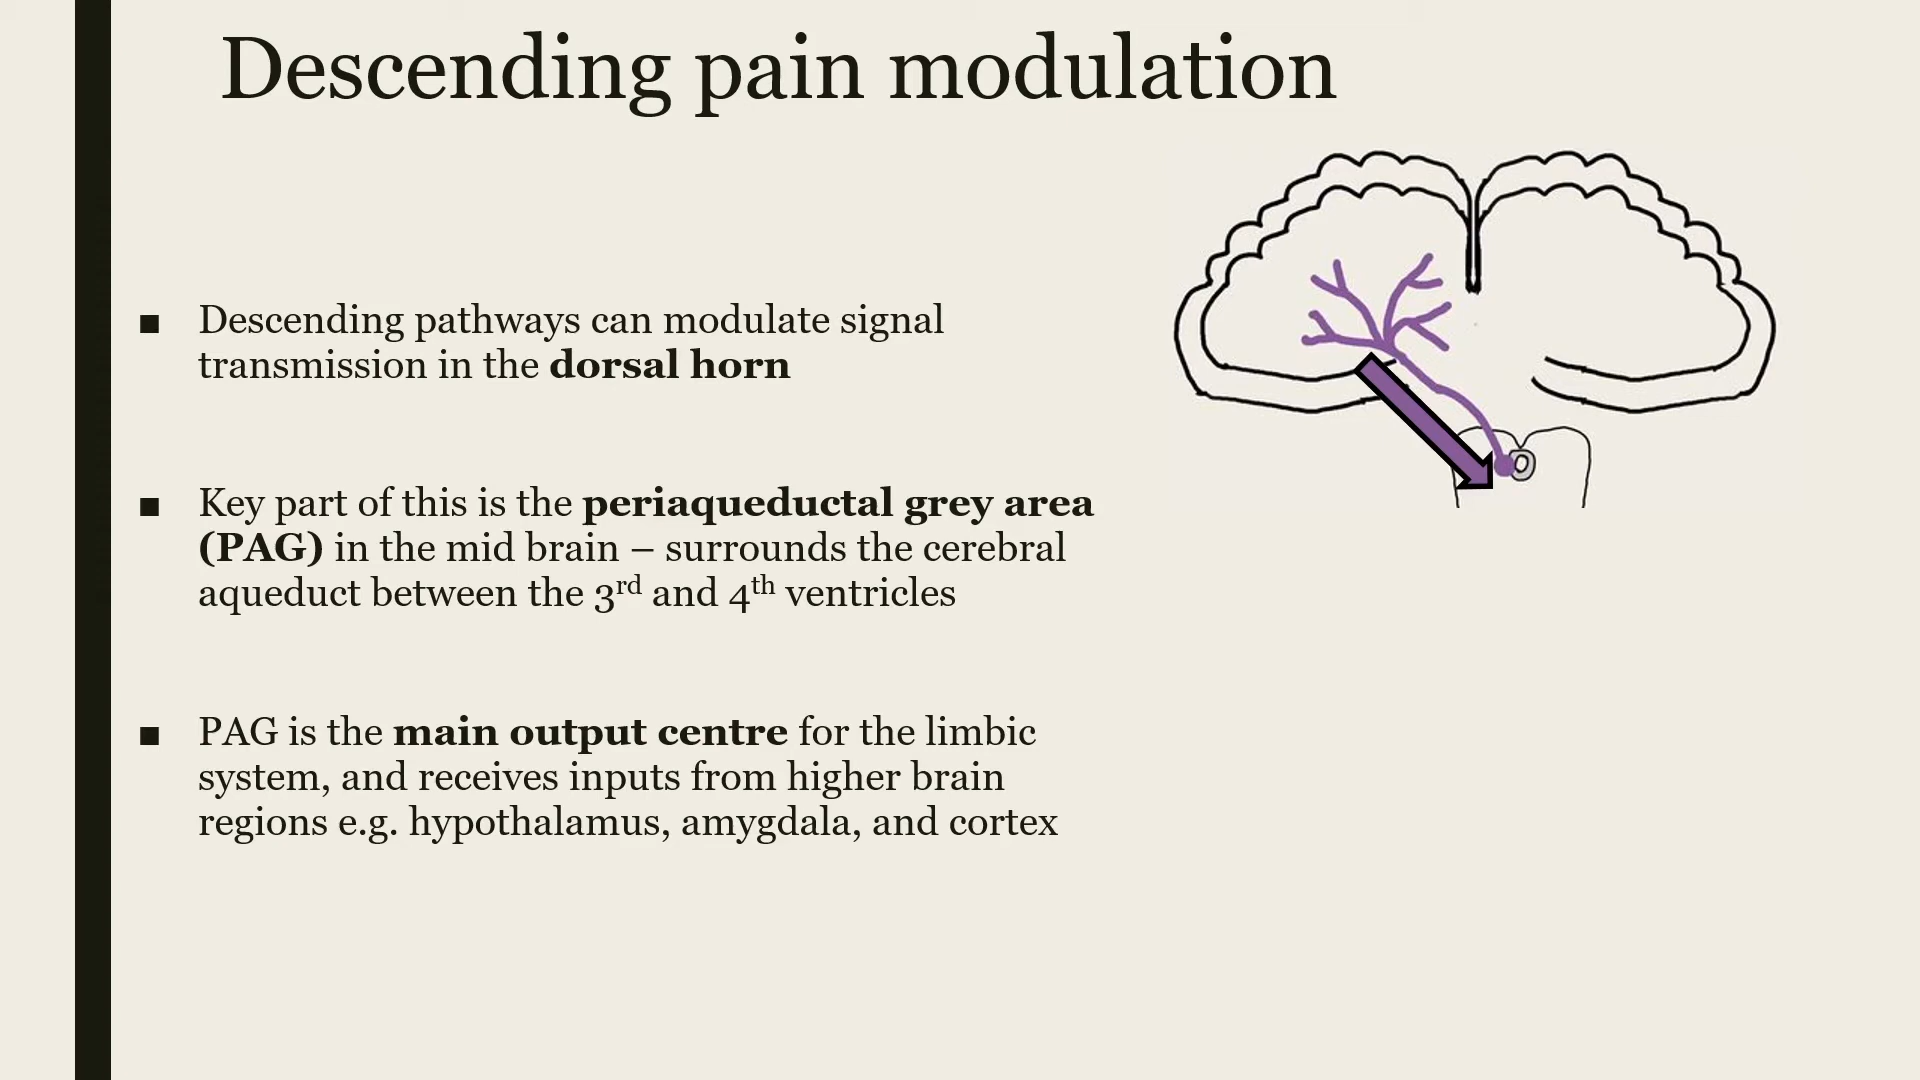 Descending pain modulation
■ Descending pathways can modulate signal
transmission in the dorsal horn
■ Key part of this is the periaqueductal grey area
(PAG) in the mid brain – surrounds the cerebral
aqueduct between the 3rd and 4th ventricles
■ PAG is the main output centre for the limbic
system, and receives inputs from higher brain
regions e.g. hypothalamus, amygdala, and cortex